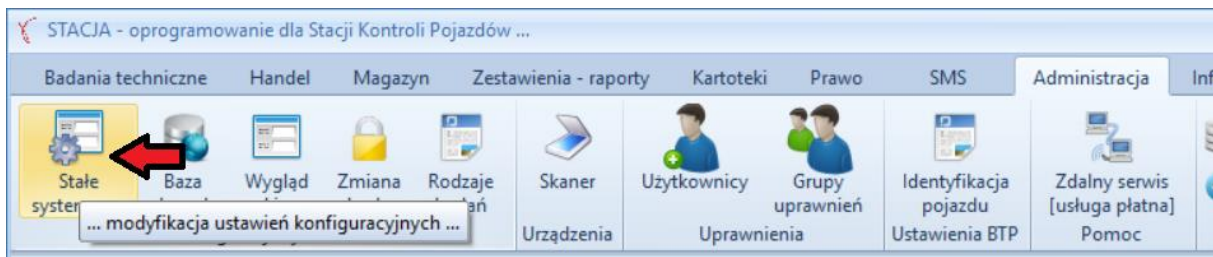 STACJA - oprogramowanie dla Stacji Kontroli Pojazdów ...
Badania techniczne Handel Magazyn Zestawienia - raporty Kartoteki Prawo SMS Administracja Inf
Stałe Baza Wygląd Zmiana Rodzaje Skaner Użytkownicy Grupy Identyfikacja Zdalny serwis
uprawnień pojazdu [usługa płatna]
... modyfikacja ustawień konfiguracyjnych ...
Urządzenia Uprawnienia Ustawienia BTP Pomoc